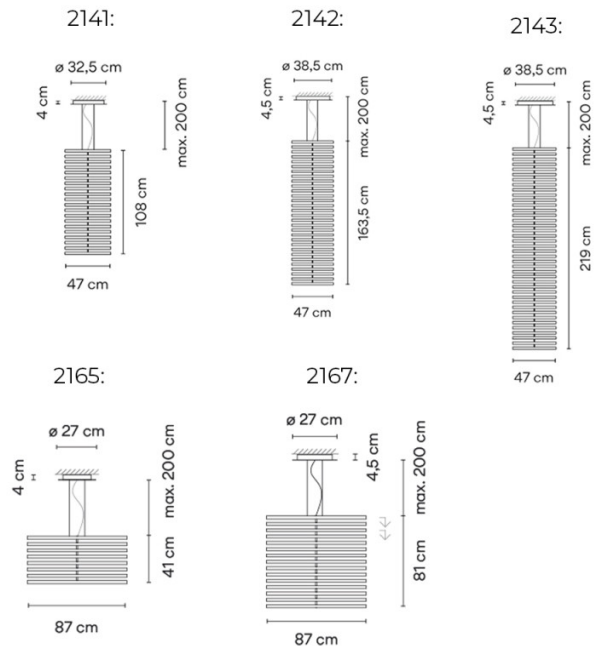 2141:
ø 32,5 cm
4 cm
max. 200 cm
108 cm
47 cm
2142:
ø 38,5 cm
4,5 cm
max. 200 cm
163,5 cm
47 cm
2143:
ø 38,5 cm
4,5 cm
max. 200 cm
219 cm
47 cm
2165:
ø 27 cm
4 cm
max. 200 cm
41 cm
87 cm
2167:
ø 27 cm
4,5 cm
max. 200 cm
81 cm
87 cm